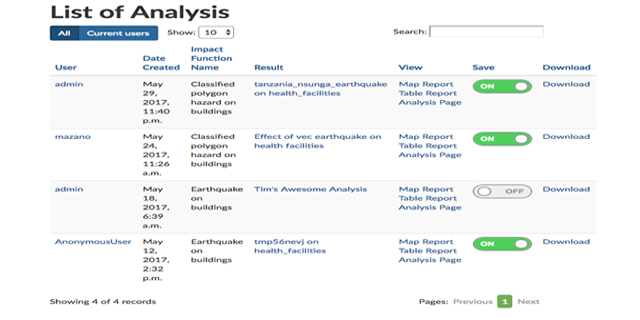 List of Analysis
All Current users Show: 10 Search:
User Date Created Impact Function Name Result View Save Download
admin May 29, 2017, 11:40 p.m. Classified polygon hazard on buildings tanzania_nsunga_earthquake on health_facilities Map Report Table Report Analysis Page ON Download
mazano May 24, 2017, 11:26 a.m. Classified polygon hazard on buildings Effect of vec earthquake on health facilities Map Report Table Report Analysis Page ON Download
admin May 18, 2017, 6:39 a.m. Earthquake on buildings Tim's Awesome Analysis Map Report Table Report Analysis Page OFF Download
AnonymousUser May 12, 2017, 2:32 p.m. Earthquake on buildings tmp56nevj on health_facilities Map Report Table Report Analysis Page ON Download
Showing 4 of 4 records Pages: Previous 1 Next